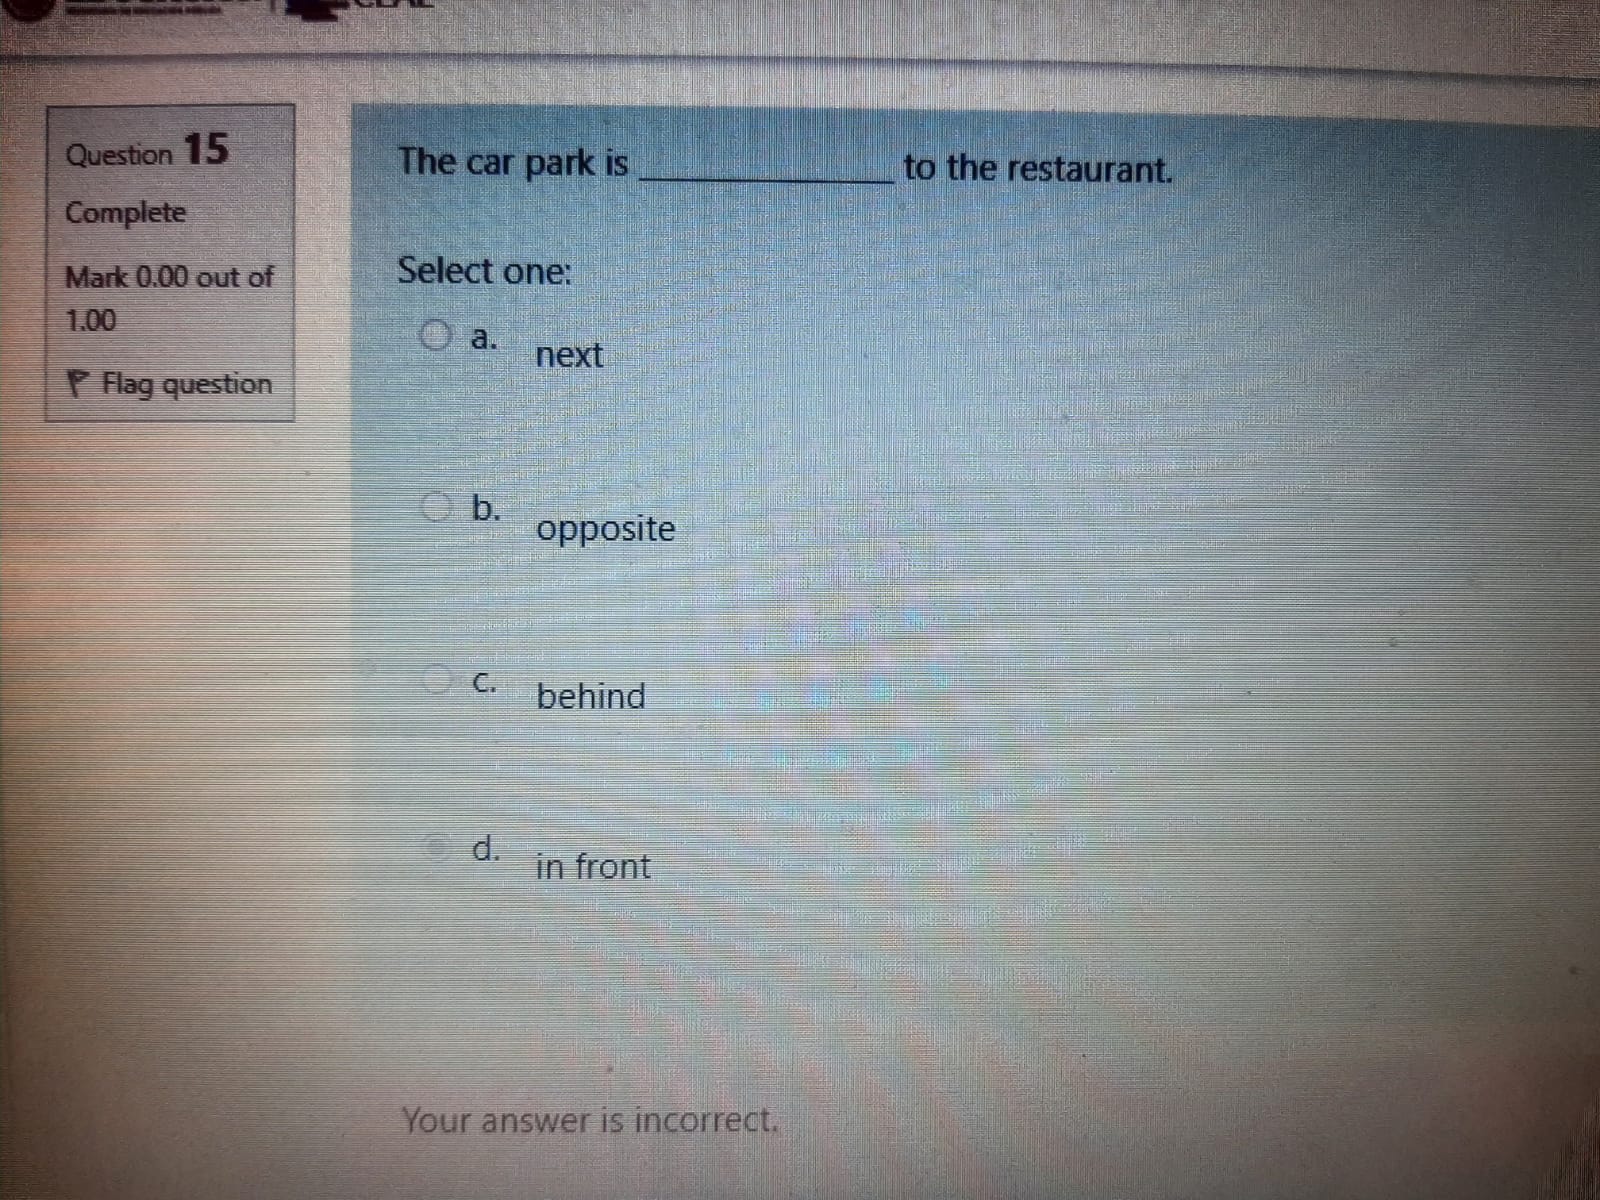 Question 15
Complete
Mark 0.00 out of
1.00
Flag question
The car park is ______________ to the restaurant.
Select one:
a. next
b. opposite
c. behind
d. in front
Your answer is incorrect.